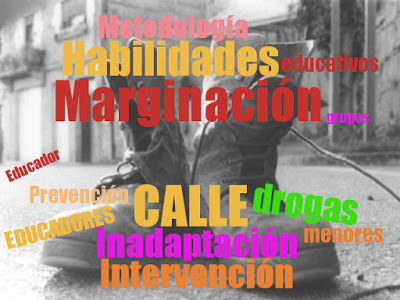 Metodología
Habilidades educativos
Marginación grupos
Educador
Prevención CALLE drogas
EDUCADORES menores
Inadaptación
Intervención